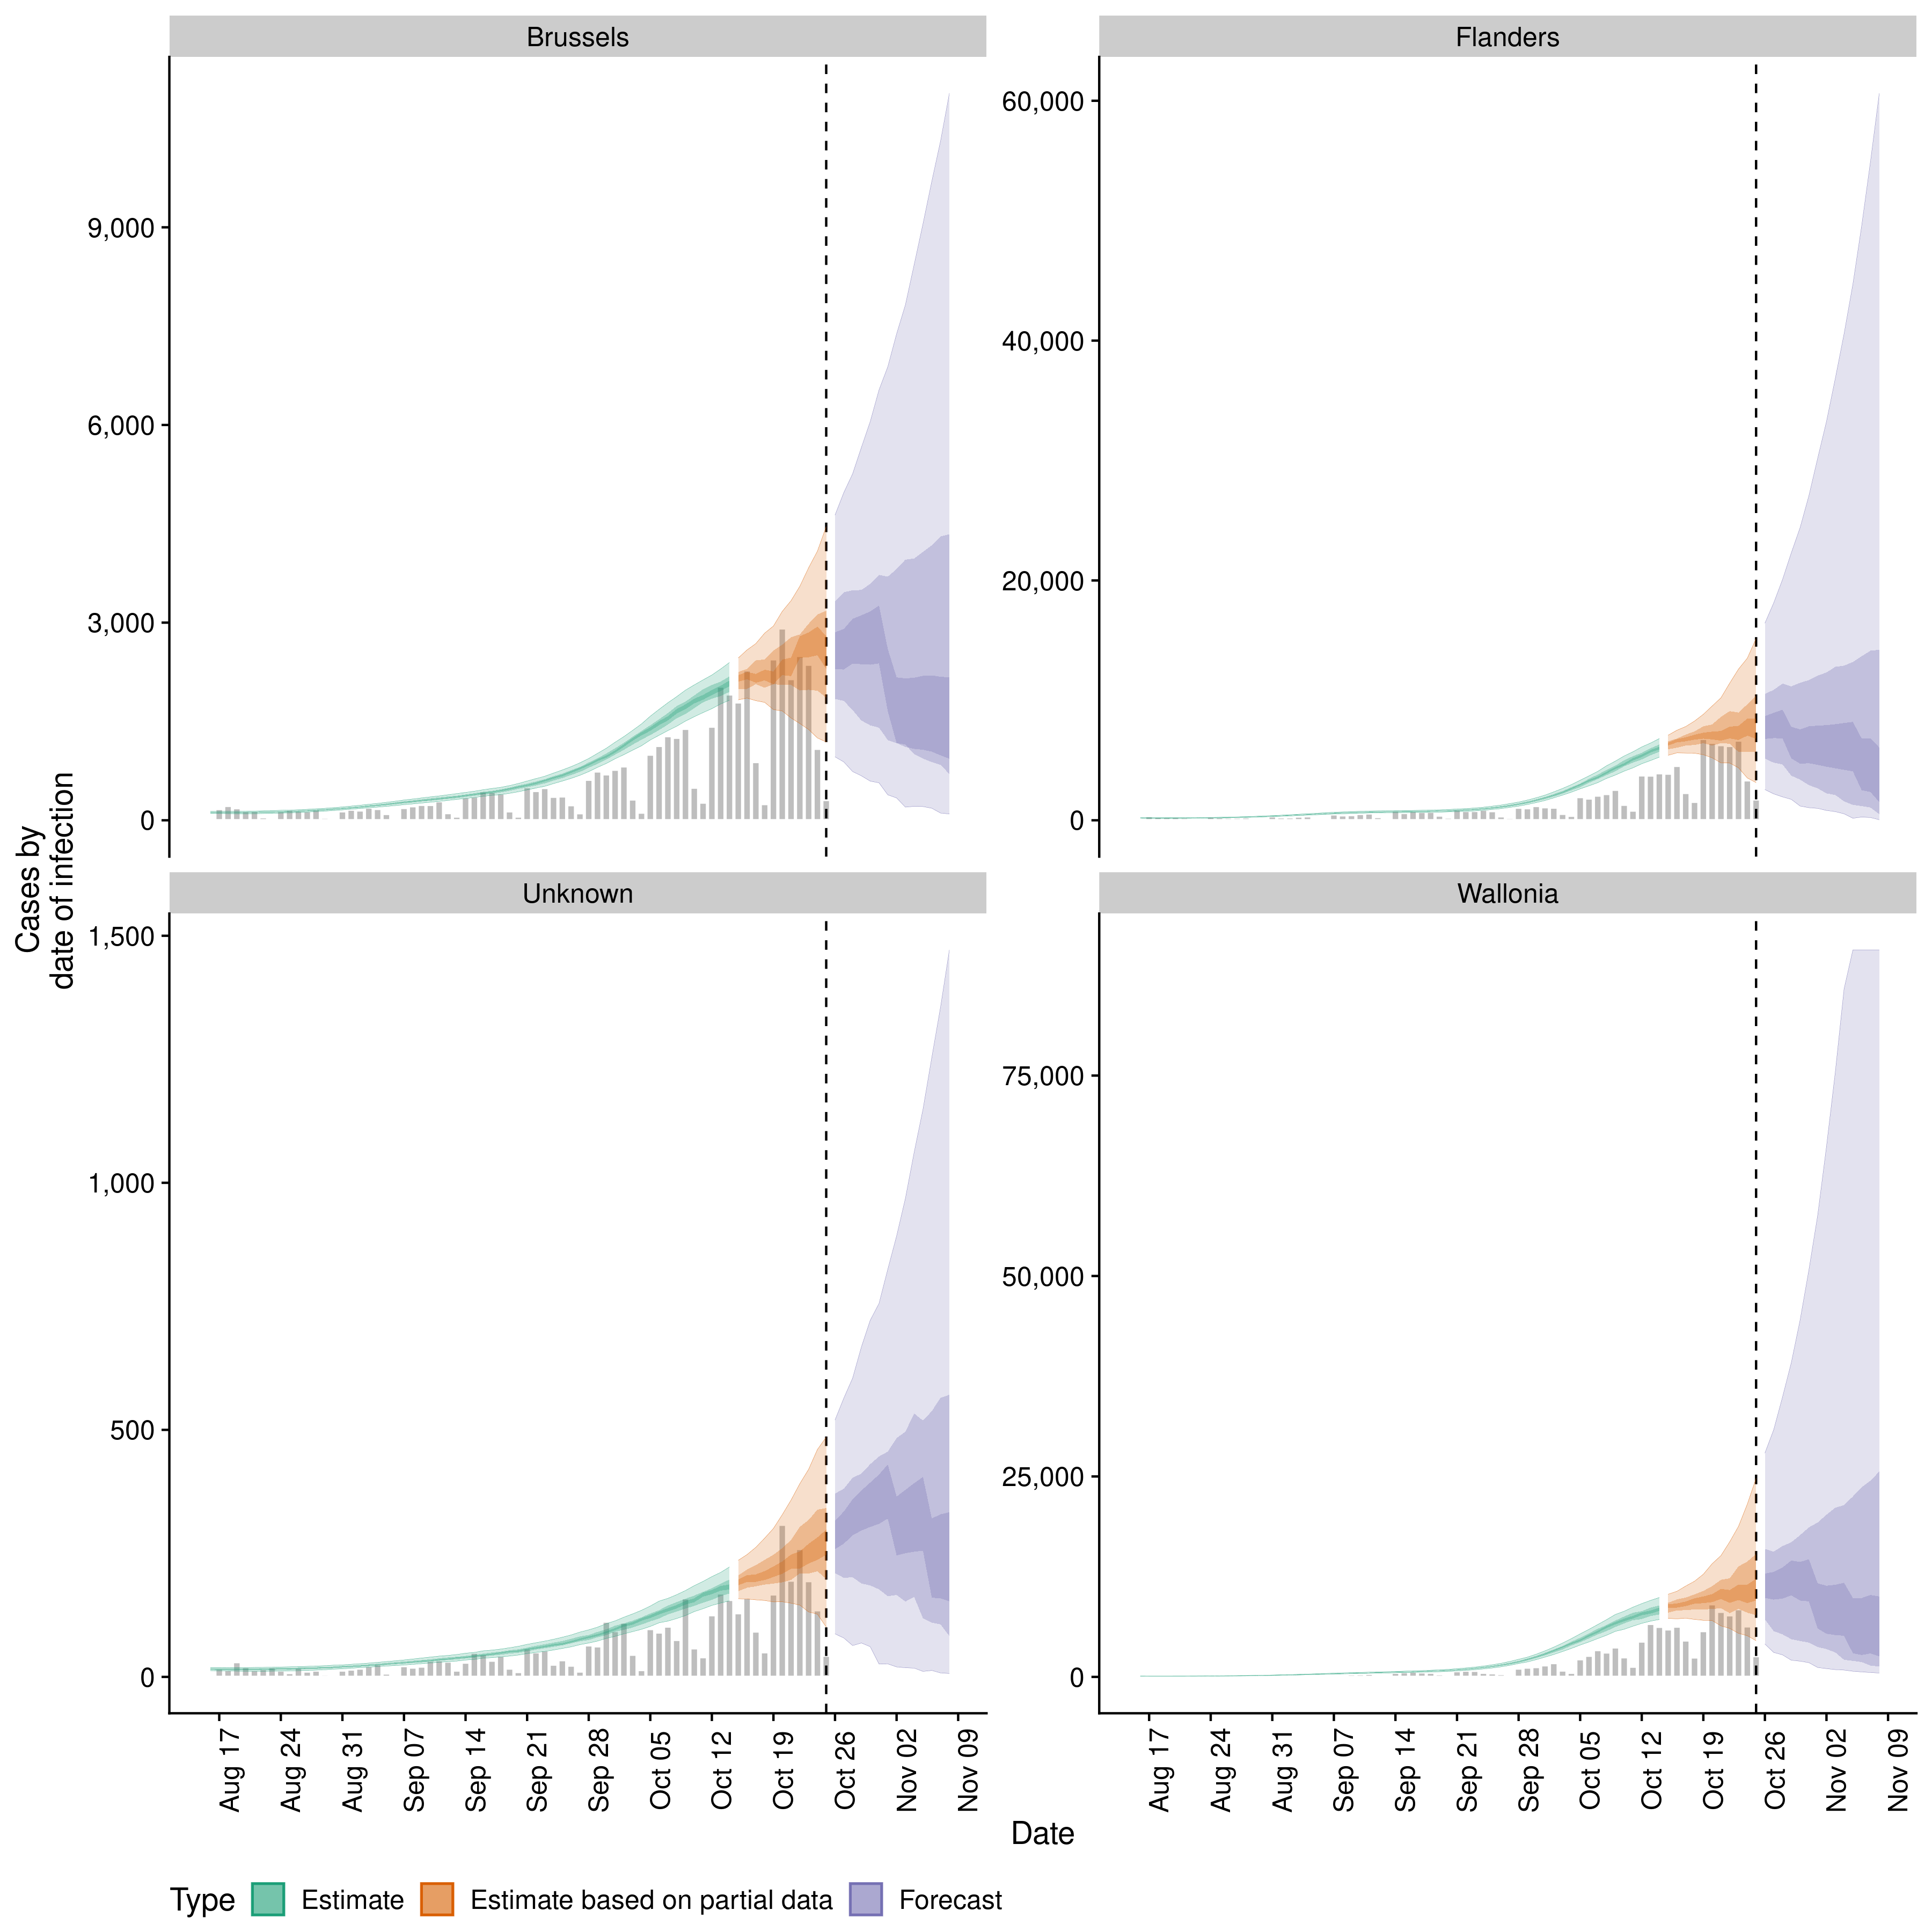 Brussels
Flanders
9,000
6,000
3,000
0
60,000
40,000
20,000
0
Cases by
date of infection
Unknown
Wallonia
1,500
1,000
500
0
75,000
50,000
25,000
0
Aug 17
Aug 24
Aug 31
Sep 07
Sep 14
Sep 21
Sep 28
Oct 05
Oct 12
Oct 19
Oct 26
Nov 02
Nov 09
Aug 17
Aug 24
Aug 31
Sep 07
Sep 14
Sep 21
Sep 28
Oct 05
Oct 12
Oct 19
Oct 26
Nov 02
Nov 09
Date
Type Estimate Estimate based on partial data Forecast